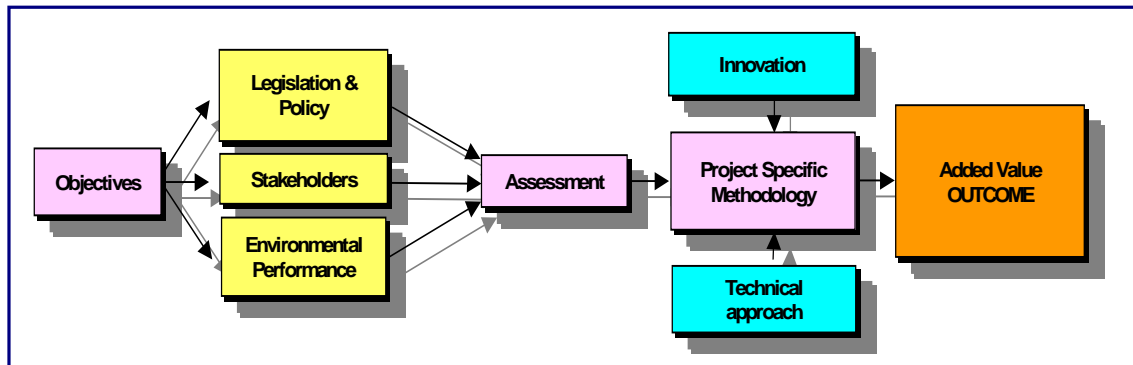 Objectives
Legislation &
Policy
Stakeholders
Environmental
Performance
Assessment
Innovation
Project Specific
Methodology
Technical
approach
Added Value
OUTCOME